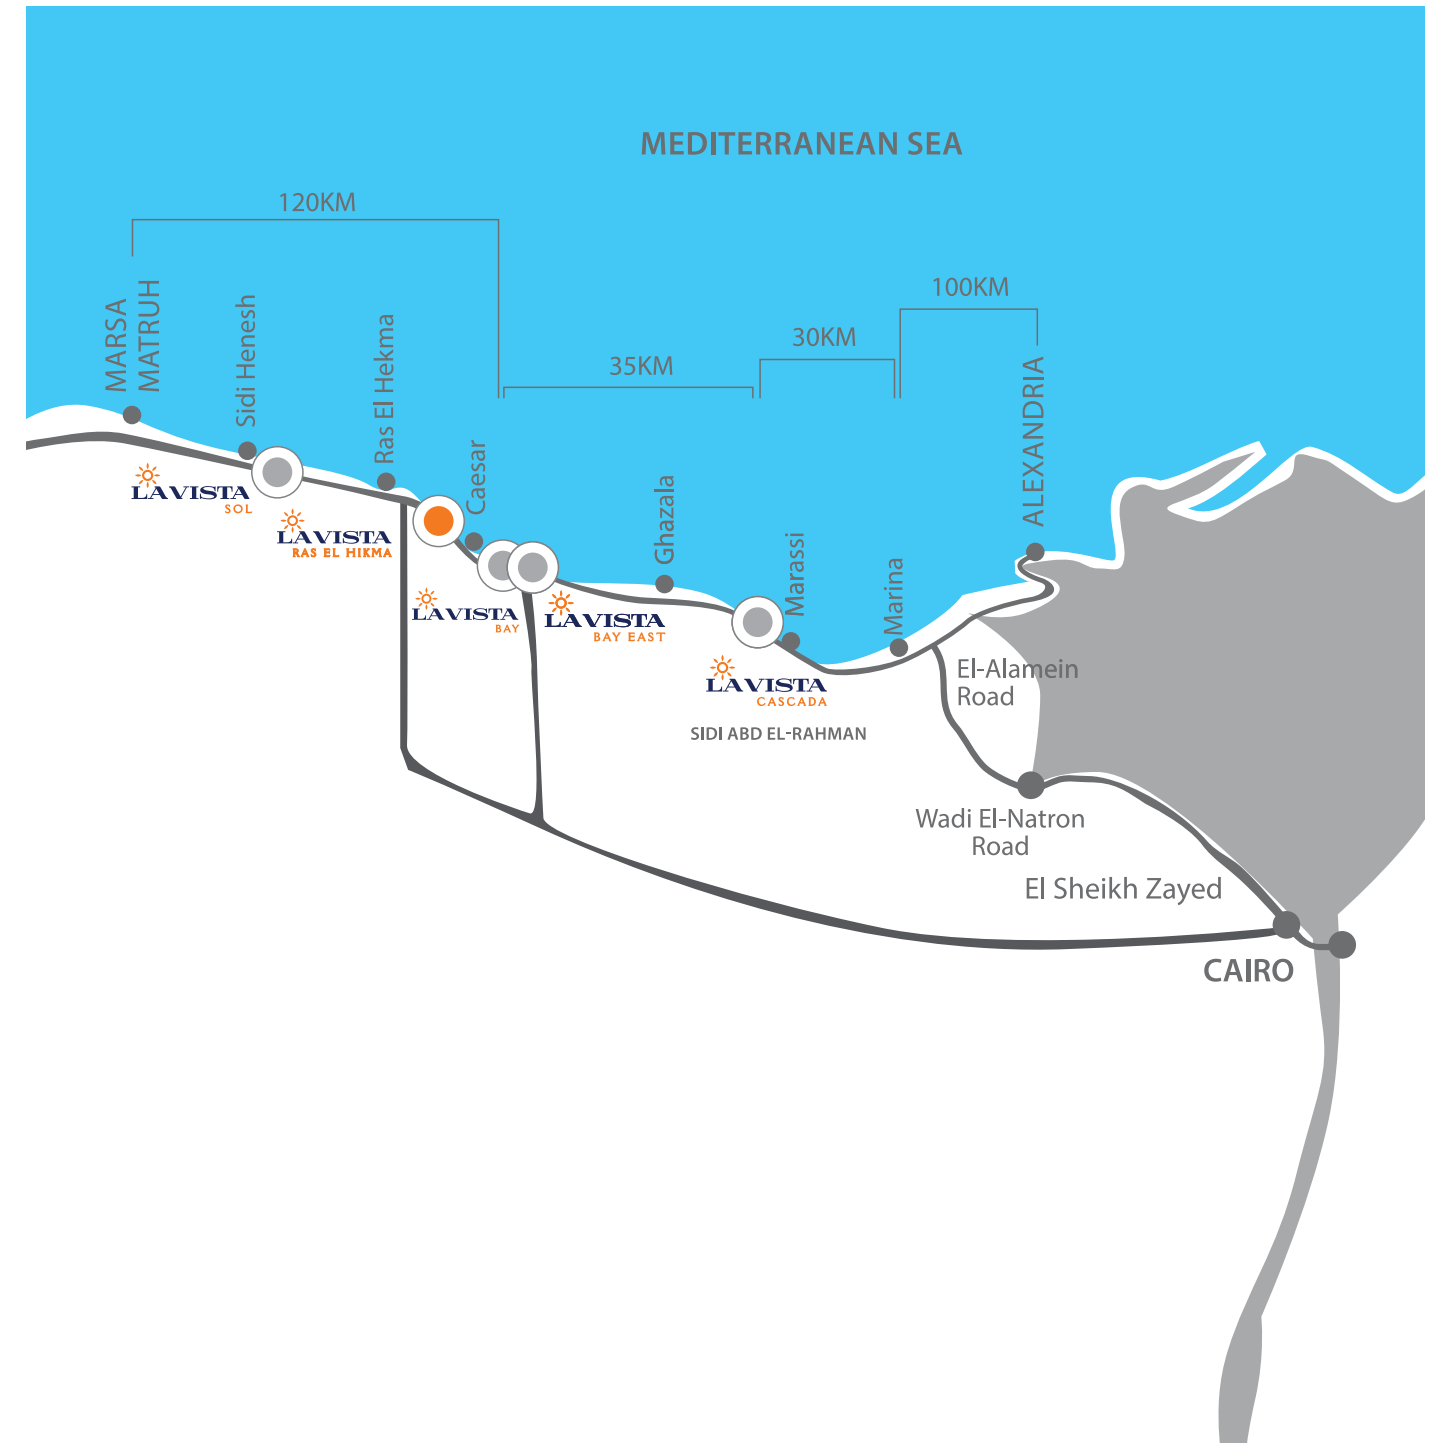 MEDITERRANEAN SEA
120KM
100KM
30KM
35KM
MARSA
MATRUH
Sidi Henesh
Ras El Hekma
Caesar
Ghazala
Marassi
Marina
ALEXANDRIA
LAVISTA
SOL
LAVISTA
RAS EL HIKMA
LAVISTA
BAY
LAVISTA
BAY EAST
LAVISTA
CASCADA
SIDI ABD EL-RAHMAN
El-Alamein
Road
Wadi El-Natron
Road
El Sheikh Zayed
CAIRO